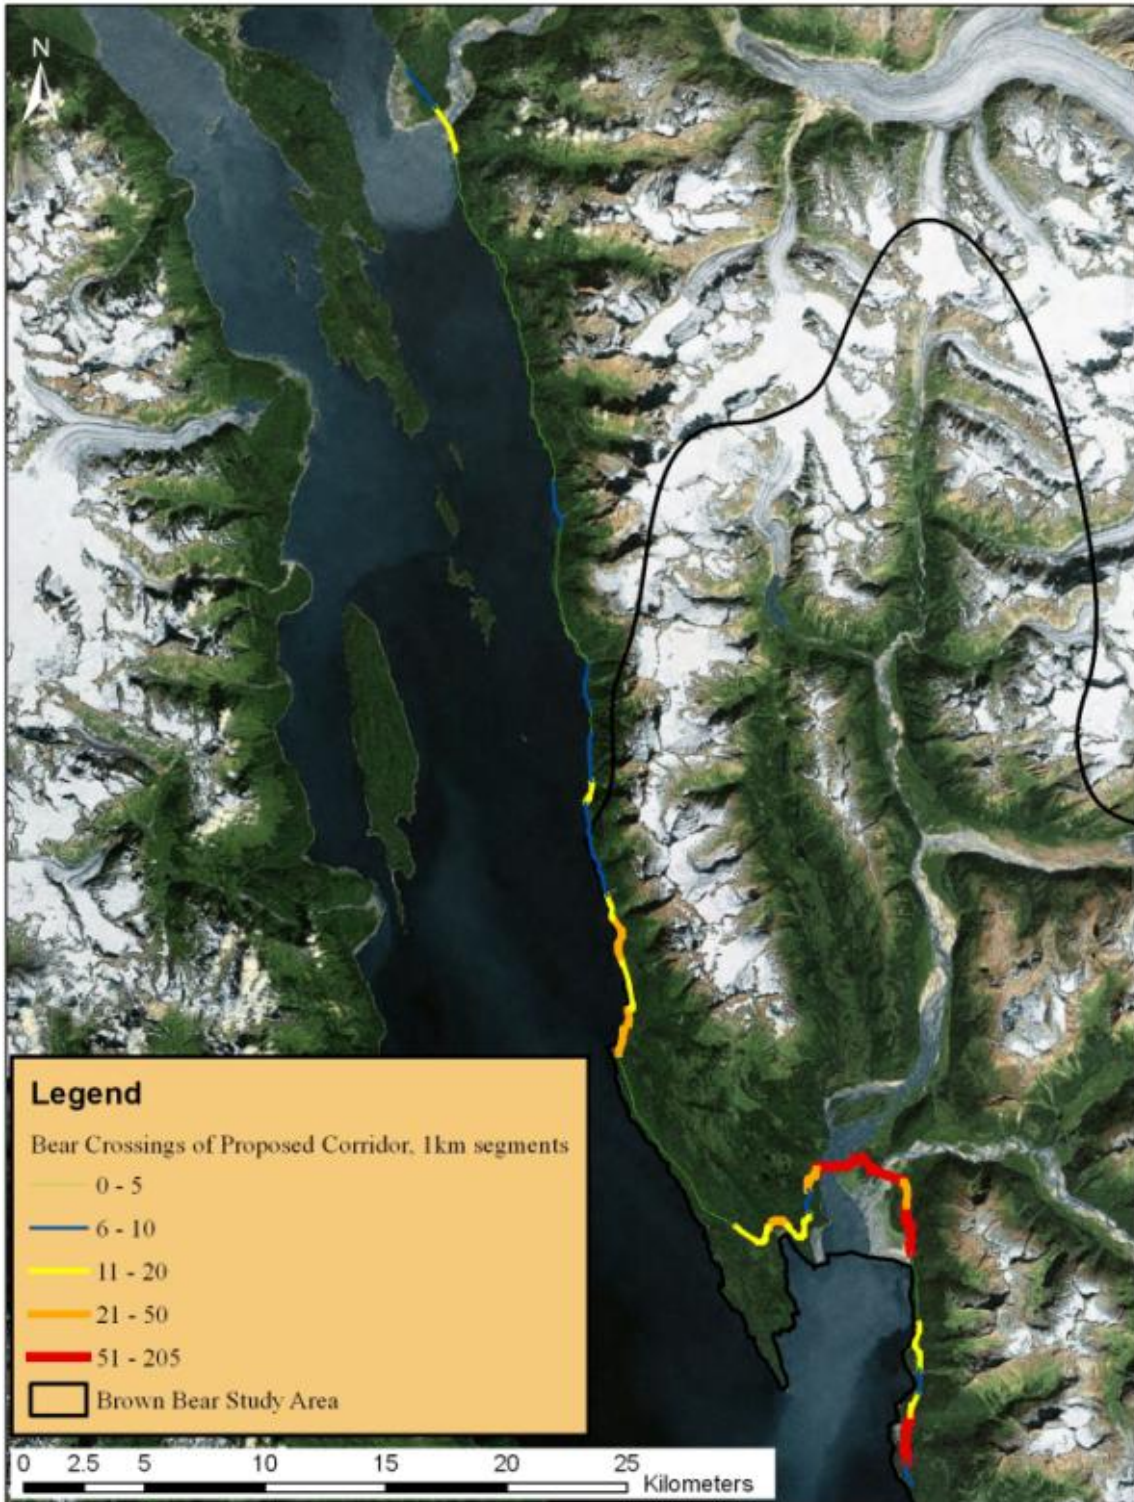 N
Legend
Bear Crossings of Proposed Corridor, 1km segments
0 - 5
6 - 10
11 - 20
21 - 50
51 - 205
Brown Bear Study Area
0 2.5 5 10 15 20 25
Kilometers